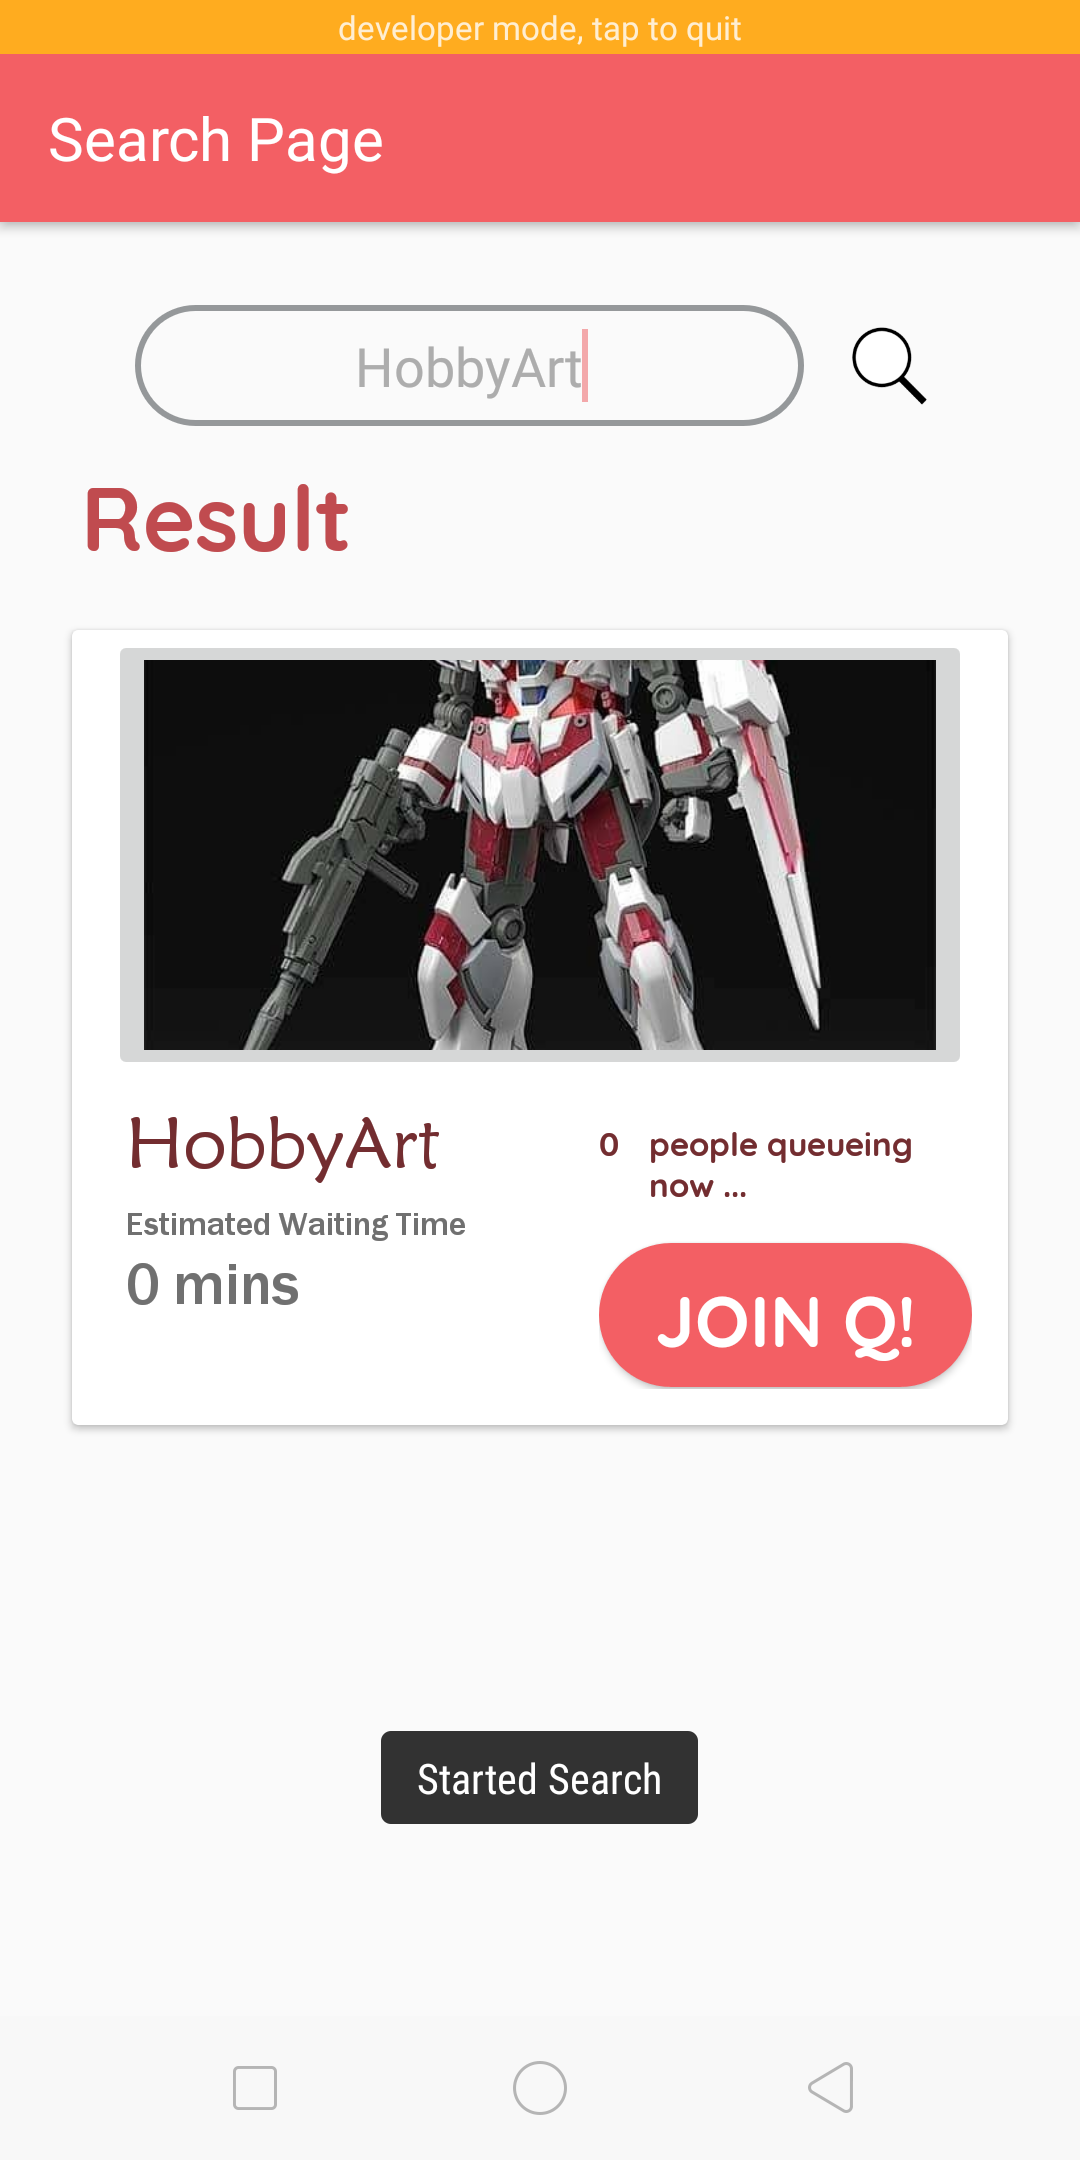 developer mode, tap to quit
Search Page
HobbyArt
Result
HobbyArt
0 people queueing
now ...
Estimated Waiting Time
0 mins
JOIN Q!
Started Search